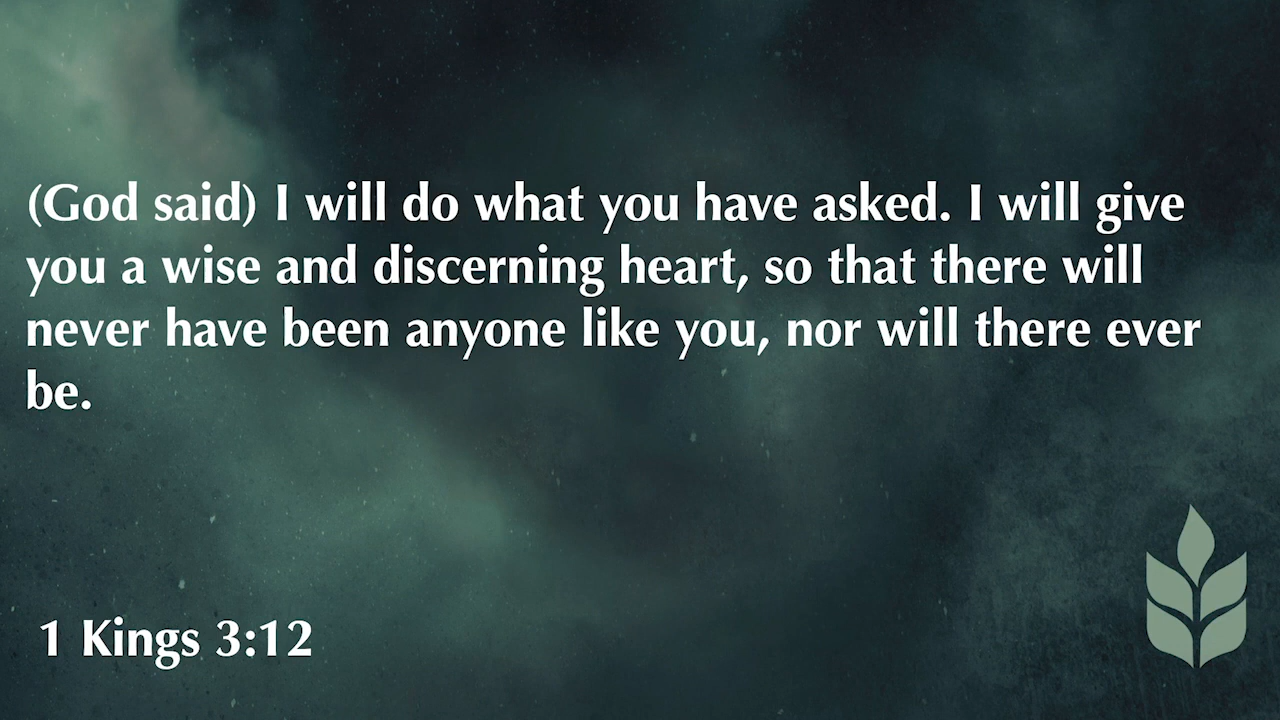 (God said) I will do what you have asked. I will give
you a wise and discerning heart, so that there will
never have been anyone like you, nor will there ever
be.
1 Kings 3:12